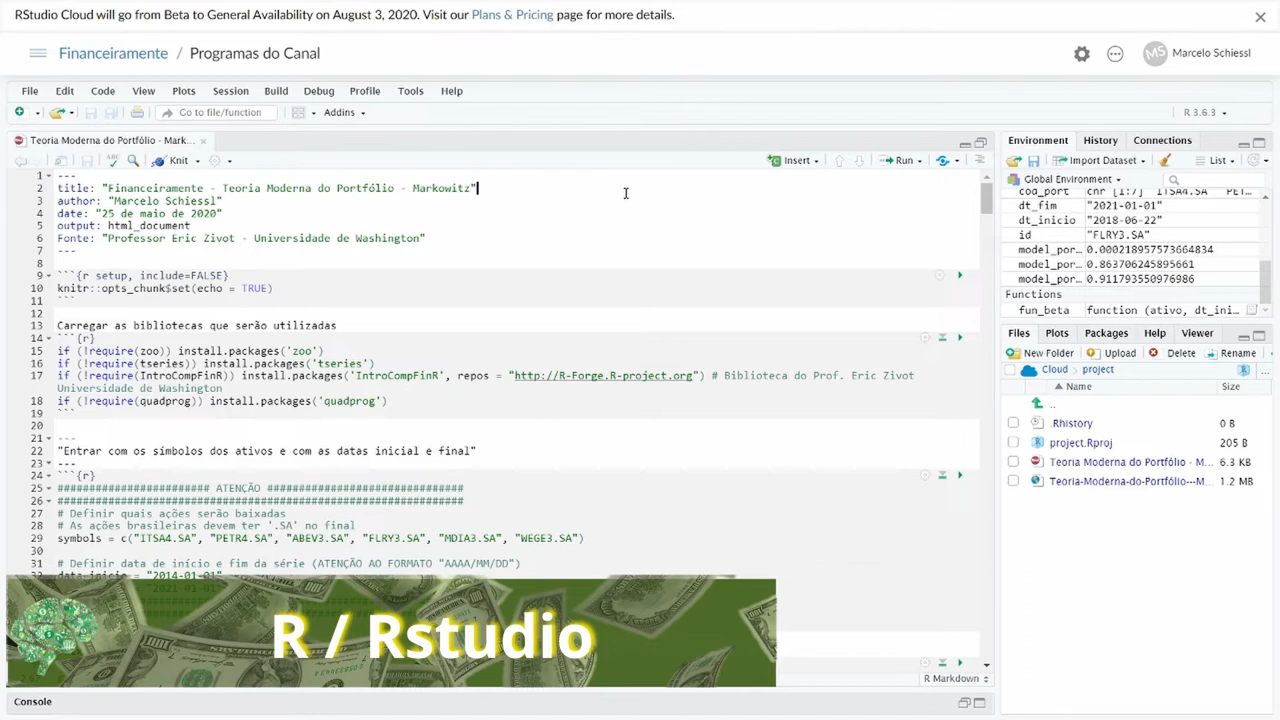 RStudio Cloud will go from Beta to General Availability on August 3, 2020. Visit our Plans & Pricing page for more details.
Financeiramente / Programas do Canal
MS Marcelo Schiessl
File Edit Code View Plots Session Build Debug Profile Tools Help
Go to file/function Addins R 3.6.3
Teoria Moderna do Portfólio - Mark...
Knit Insert Run
1 ---
2 title: "Financeiramente - Teoria Moderna do Portfólio - Markowitz"
3 author: "Marcelo Schiessl"
4 date: "25 de maio de 2020"
5 output: html_document
6 Fonte: "Professor Eric Zivot - Universidade de Washington"
7 ---
8
9 ```{r setup, include=FALSE}
10 knitr::opts_chunk$set(echo = TRUE)
11 ```
12
13 Carregar as bibliotecas que serão utilizadas
14 ```{r}
15 if (!require(zoo)) install.packages('zoo')
16 if (!require(tseries)) install.packages('tseries')
17 if (!require(IntroCompFinR)) install.packages('IntroCompFinR', repos = "http://R-Forge.R-project.org") # Biblioteca do Prof. Eric Zivot
Universidade de Washington
18 if (!require(quadprog)) install.packages('quadprog')
19 ```
20
21 ---
22 "Entrar com os símbolos dos ativos e com as datas inicial e final"
23 ---
24 ```{r}
25 ######################## ATENÇÃO ###############################
26 ################################################################
27 # Definir quais ações serão baixadas
28 # As ações brasileiras devem ter '.SA' no final
29 symbols = c("ITSA4.SA", "PETR4.SA", "ABEV3.SA", "FLRY3.SA", "MDIA3.SA", "WEGE3.SA")
30
31 # Definir data de início e fim da série (ATENÇÃO AO FORMATO "AAAA/MM/DD")
R / Rstudio
R Markdown
Console
Environment History Connections
Import Dataset List
Global Environment
cod_port chr [1:7] "ITSA4.SA" "PET...
dt_fim "2021-01-01"
dt_inicio "2018-06-22"
id "FLRY3.SA"
model_por... 0.000218957573664834
model_por... 0.863706245895661
model_por... 0.911793550976986
Functions
fun_beta function (ativo, dt_ini...
Files Plots Packages Help Viewer
New Folder Upload Delete Rename
Cloud project ...
Name Size
..
.Rhistory 0 B
project.Rproj 205 B
Teoria Moderna do Portfólio - M... 6.3 KB
Teoria-Moderna-do-Portfólio---M... 1.2 MB